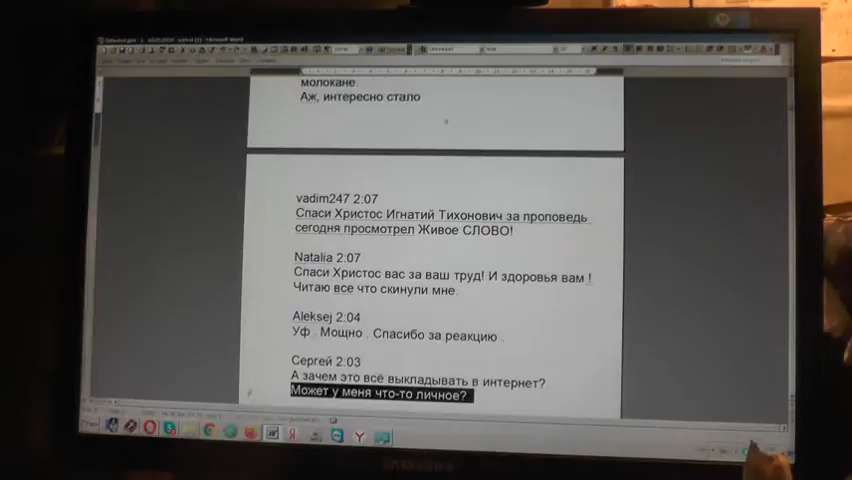 молокане.
Аж, интересно стало
vadim247 2:07
Спаси Христос Игнатий Тихонович за проповедь
сегодня просмотрел Живое СЛОВО!
Natalia 2:07
Спаси Христос вас за ваш труд! И здоровья вам !
Читаю все что скинули мне.
Aleksej 2:04
Уф . Мощно . Спасибо за реакцию .
Сергей 2:03
А зачем это всё выкладывать в интернет?
Может у меня что-то личное?
SAMSUNG